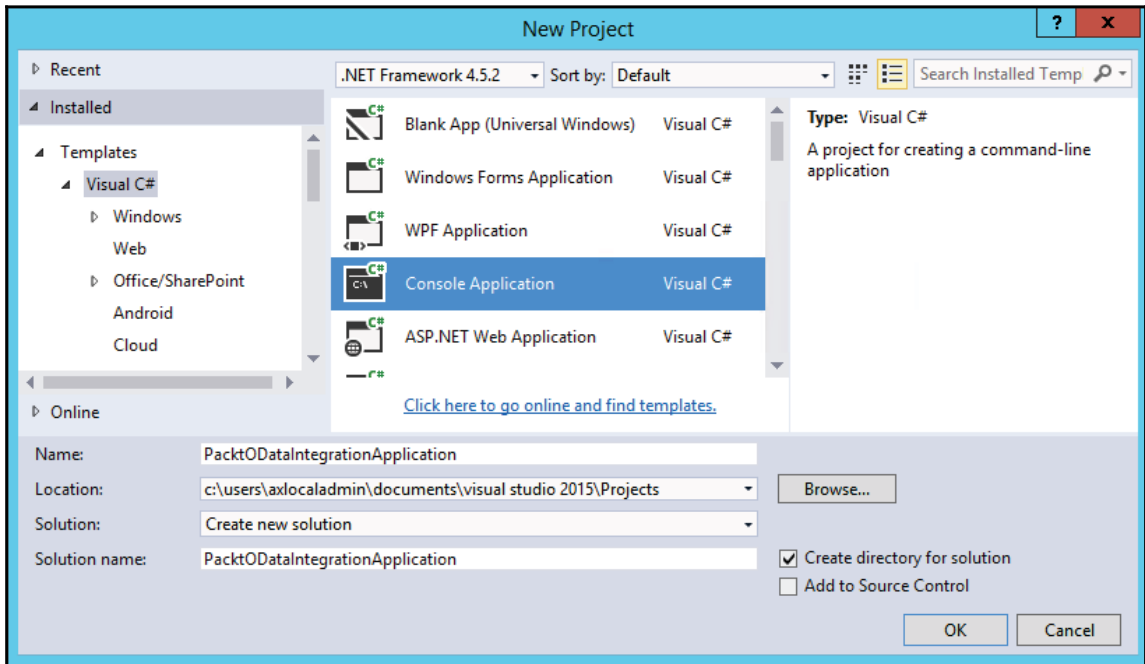 New Project
?
x
Recent
Installed
Templates
Visual C#
Windows
Web
Office/SharePoint
Android
Cloud
Online
.NET Framework 4.5.2
Sort by: Default
Search Installed Temp
C#
Blank App (Universal Windows) Visual C#
C#
Windows Forms Application Visual C#
C#
WPF Application Visual C#
C#
C:\
Console Application Visual C#
C#
ASP.NET Web Application Visual C#
C#
Click here to go online and find templates.
Type: Visual C#
A project for creating a command-line
application
Name: PacktODataIntegrationApplication
Location: c:\users\axlocaladmin\documents\visual studio 2015\Projects Browse...
Solution: Create new solution
Solution name: PacktODataIntegrationApplication
Create directory for solution
Add to Source Control
OK Cancel